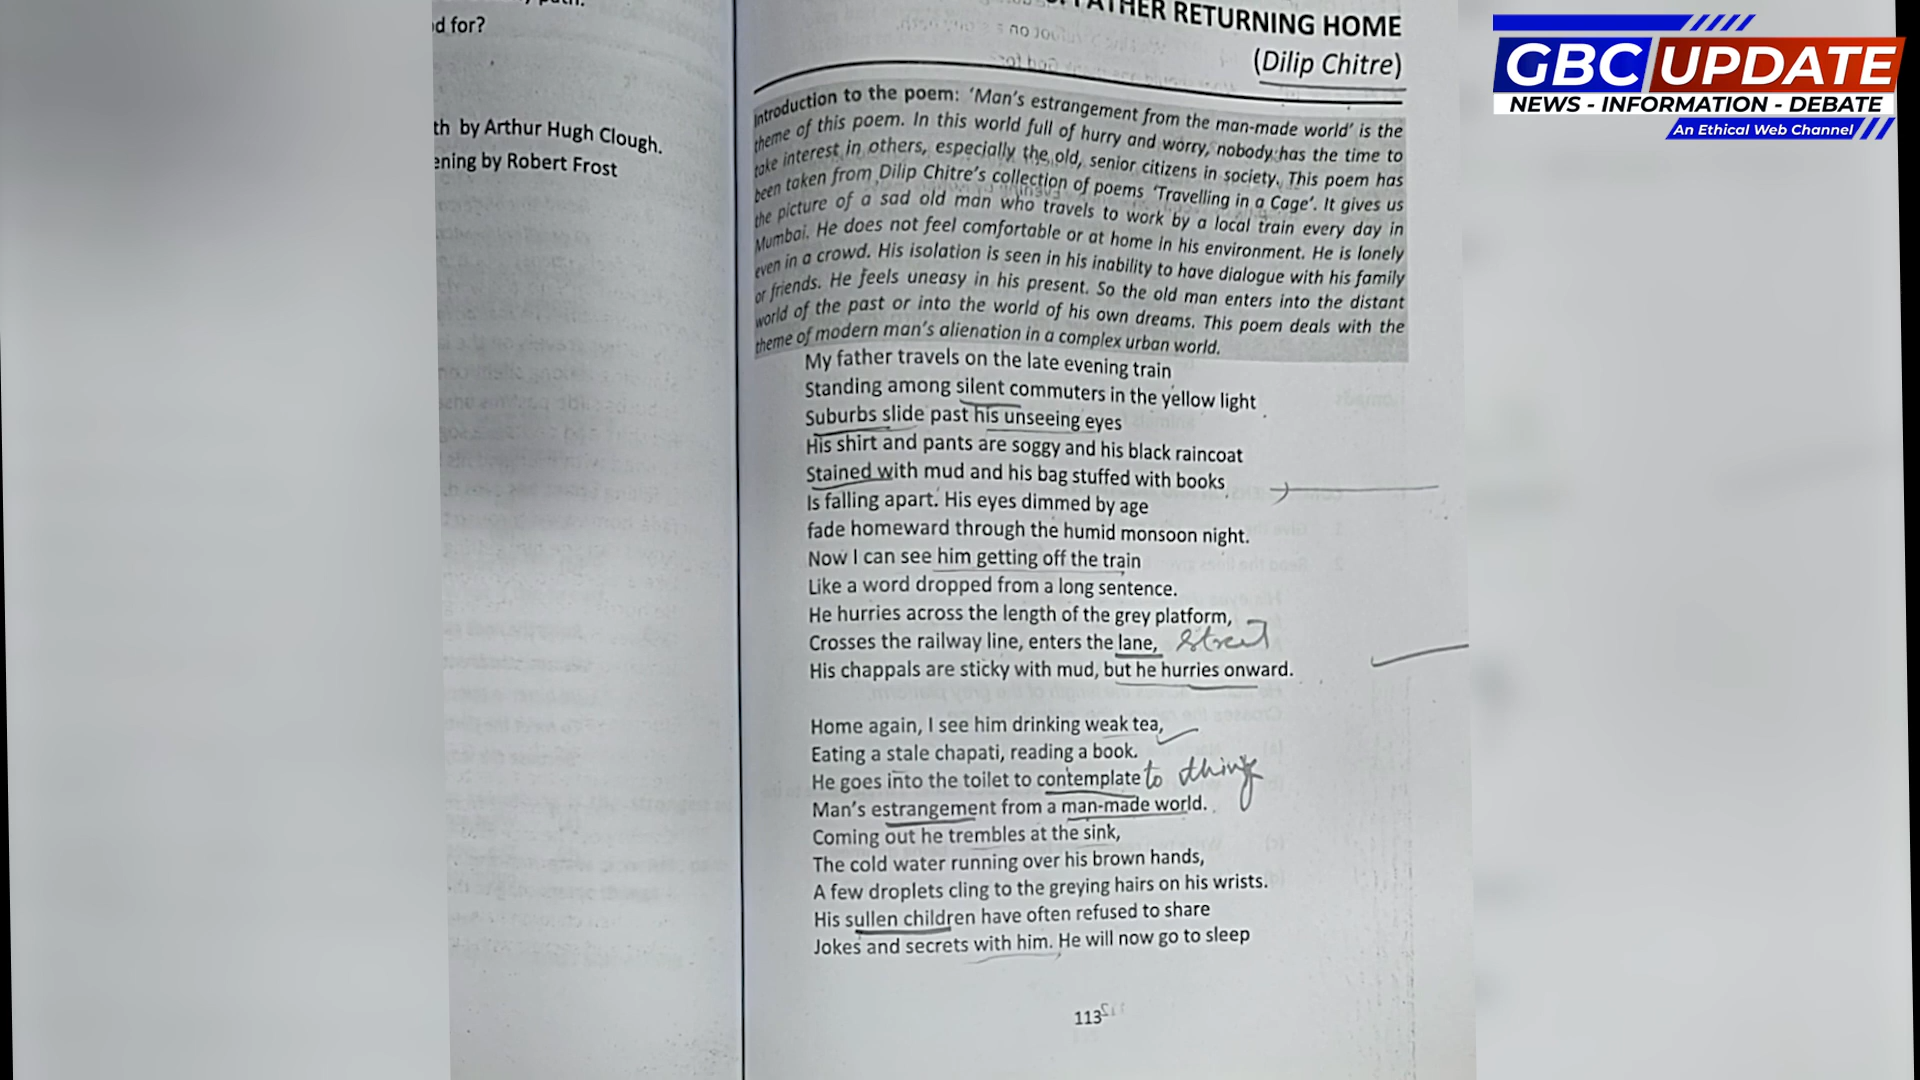 d for?
th by Arthur Hugh Clough.
ening by Robert Frost
FATHER RETURNING HOME
(Dilip Chitre)
Introduction to the poem: ‘Man’s estrangement from the man-made world’ is the
theme of this poem. In this world full of hurry and worry, nobody has the time to
take interest in others, especially the old, senior citizens in society. This poem has
been taken from Dilip Chitre’s collection of poems ‘Travelling in a Cage’. It gives us
the picture of a sad old man who travels to work by a local train every day in
Mumbai. He does not feel comfortable or at home in his environment. He is lonely
even in a crowd. His isolation is seen in his inability to have dialogue with his family
or friends. He feels uneasy in his present. So the old man enters into the distant
world of the past or into the world of his own dreams. This poem deals with the
theme of modern man’s alienation in a complex urban world.
My father travels on the late evening train
Standing among silent commuters in the yellow light
Suburbs slide past his unseeing eyes
His shirt and pants are soggy and his black raincoat
Stained with mud and his bag stuffed with books
Is falling apart. His eyes dimmed by age
fade homeward through the humid monsoon night.
Now I can see him getting off the train
Like a word dropped from a long sentence.
He hurries across the length of the grey platform,
Crosses the railway line, enters the lane, street
His chappals are sticky with mud, but he hurries onward.
Home again, I see him drinking weak tea,
Eating a stale chapati, reading a book.
He goes into the toilet to contemplate to think
Man’s estrangement from a man-made world.
Coming out he trembles at the sink,
The cold water running over his brown hands,
A few droplets cling to the greying hairs on his wrists.
His sullen children have often refused to share
Jokes and secrets with him. He will now go to sleep
113
GBC UPDATE
NEWS - INFORMATION - DEBATE
An Ethical Web Channel